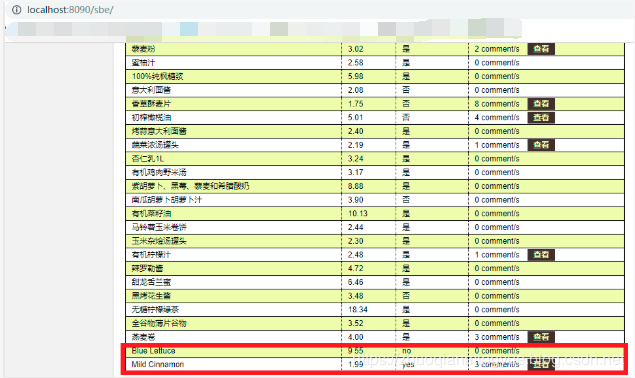 localhost:8090/sbe/
藜麦粉 3.02 是 2 comment/s 查看
蜜柚汁 2.58 是 0 comment/s
100%纯枫糖浆 5.98 是 0 comment/s
意大利面酱 2.08 否 0 comment/s
香草酥麦片 1.75 否 8 comment/s 查看
初榨橄榄油 5.01 否 4 comment/s 查看
烤蒜意大利面酱 2.40 是 0 comment/s
蔬菜浓汤罐头 2.19 是 1 comment/s 查看
杏仁乳1L 3.24 是 0 comment/s
有机鸡肉野米汤 3.17 是 0 comment/s
紫胡萝卜、黑莓、藜麦和希腊酸奶 8.88 是 0 comment/s
南瓜胡萝卜胡萝卜汁 3.90 否 0 comment/s
有机菜籽油 10.13 是 0 comment/s
马铃薯玉米卷饼 2.44 是 0 comment/s
玉米杂烩汤罐头 2.30 是 0 comment/s
有机柠檬汁 2.48 是 1 comment/s 查看
辣罗勒酱 4.72 是 0 comment/s
甜龙舌兰蜜 6.46 是 0 comment/s
黑烤花生酱 3.48 否 0 comment/s
无糖柠檬绿茶 18.34 是 0 comment/s
全谷物薄片谷物 3.52 是 0 comment/s
燕麦卷 4.00 是 3 comment/s 查看
Blue Lettuce 9.55 no 0 comment/s
Mild Cinnamon 1.99 yes 3 comment/s 查看